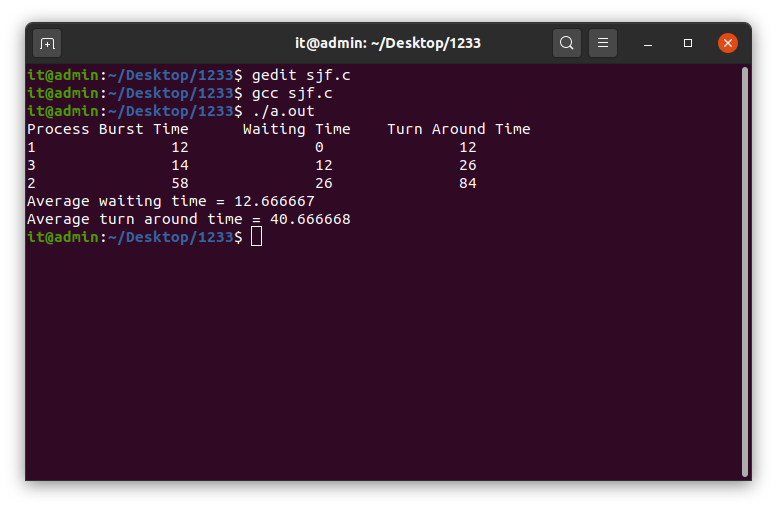 it@admin: ~/Desktop/1233
it@admin:~/Desktop/1233$ gedit sjf.c
it@admin:~/Desktop/1233$ gcc sjf.c
it@admin:~/Desktop/1233$ ./a.out
Process Burst Time      Waiting Time    Turn Around Time
1               12              0               12
3               14              12              26
2               58              26              84
Average waiting time = 12.666667
Average turn around time = 40.666668
it@admin:~/Desktop/1233$